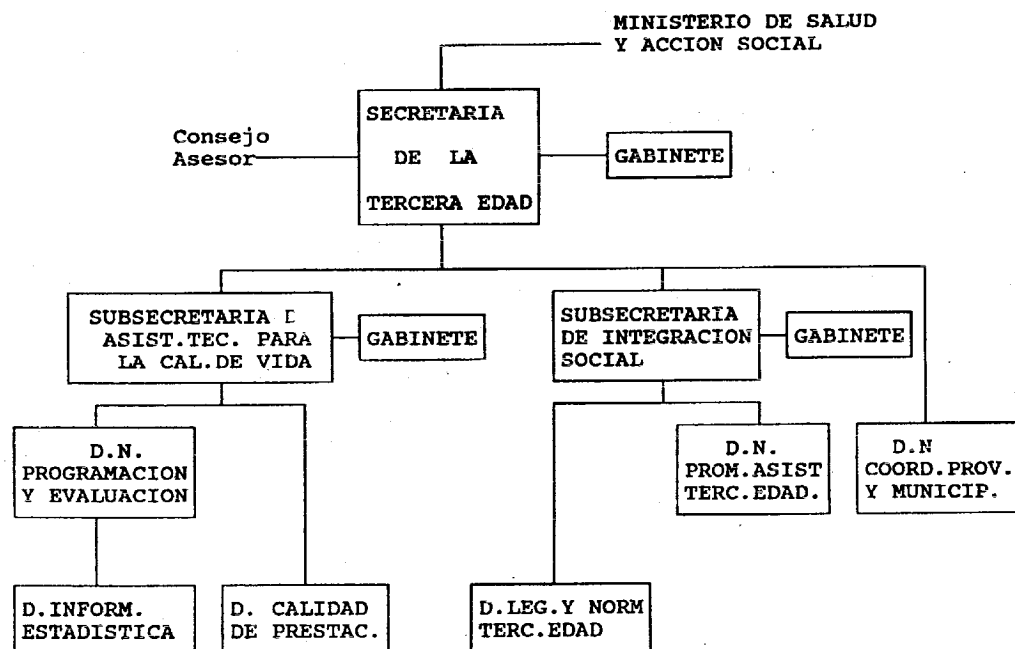 MINISTERIO DE SALUD
Y ACCION SOCIAL
SECRETARIA
DE LA
TERCERA EDAD
Consejo
Asesor
GABINETE
SUBSECRETARIA D
ASIST.TEC. PARA
LA CAL.DE VIDA
GABINETE
SUBSECRETARIA
DE INTEGRACION
SOCIAL
GABINETE
D.N.
PROGRAMACION
Y EVALUACION
D.N.
PROM.ASIST
TERC.EDAD.
D.N
COORD.PROV.
Y MUNICIP.
D.INFORM.
ESTADISTICA
D. CALIDAD
DE PRESTAC.
D.LEG.Y NORM
TERC.EDAD